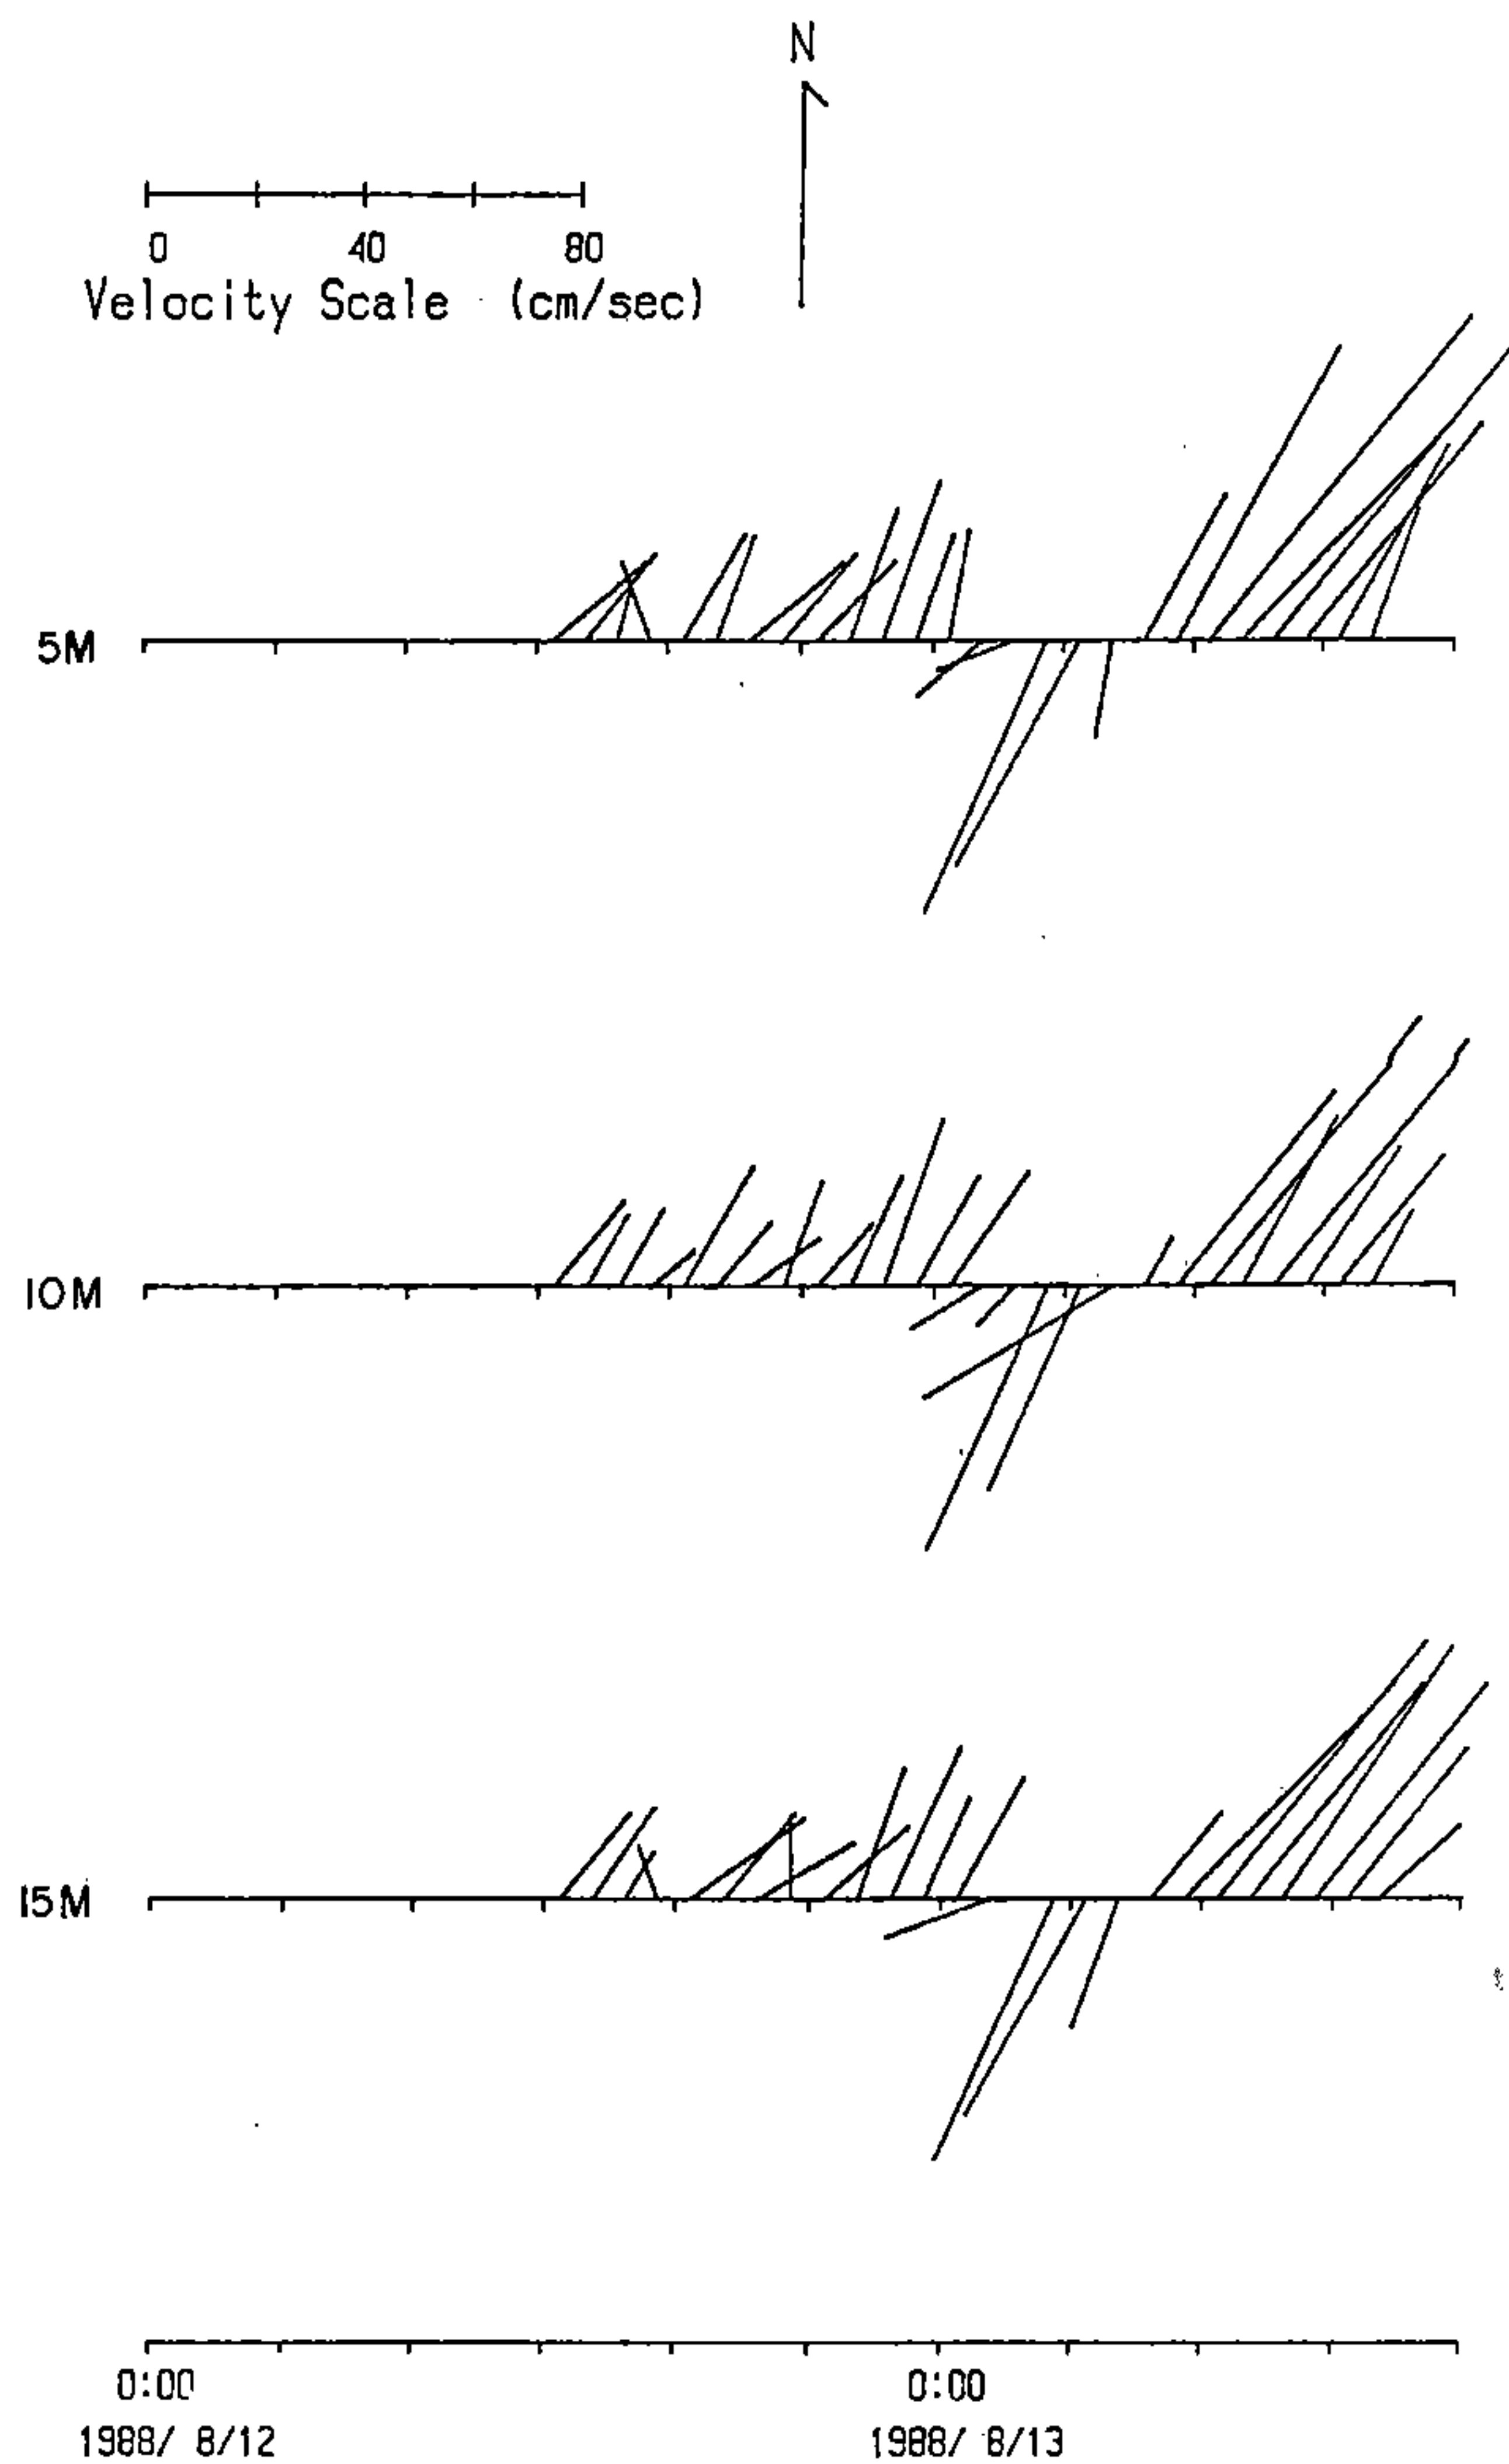 N
0 40 80
Velocity Scale (cm/sec)
5M
10M
15M
0:00 0:00
1988/ 8/12 1988/ 8/13